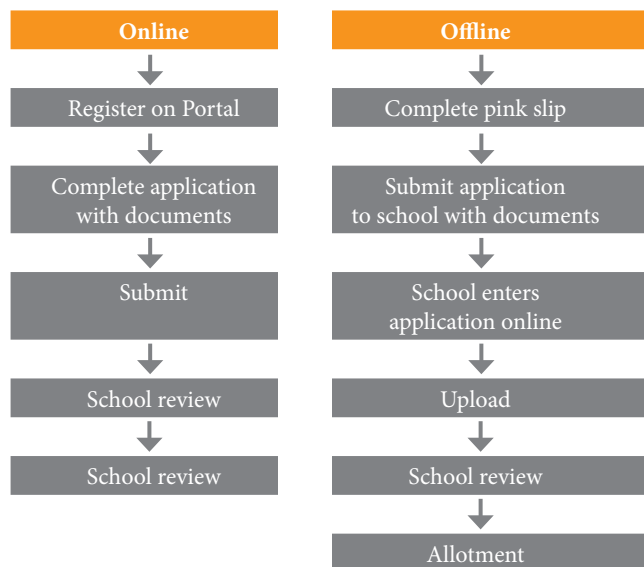 Online
Register on Portal
Complete application
with documents
Submit
School review
School review
Offline
Complete pink slip
Submit application
to school with documents
School enters
application online
Upload
School review
Allotment